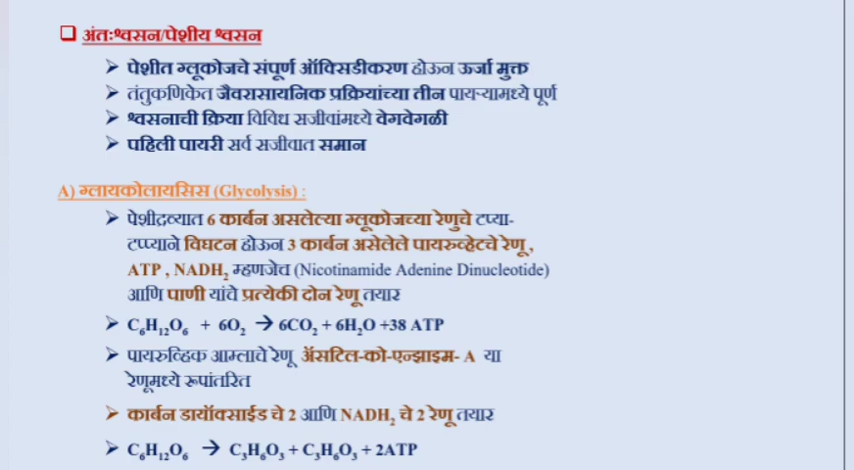 ❑ अंतःश्वसन/पेशीय श्वसन
➢ पेशीत ग्लूकोजचे संपूर्ण ऑक्सिडीकरण होऊन ऊर्जा मुक्त
➢ तंतुकणिकेत जैवरासायनिक प्रक्रियांच्या तीन पायऱ्यामध्ये पूर्ण
➢ श्वसनाची क्रिया विविध सजीवांमध्ये वेगवेगळी
➢ पहिली पायरी सर्व सजीवात समान
A) ग्लायकोलायसिस (Glycolysis) :
➢ पेशीद्रव्यात 6 कार्बन असलेल्या ग्लूकोजच्या रेणुचे टप्या-
टप्प्याने विघटन होऊन 3 कार्बन असेलेले पायरुव्हेटचे रेणू ,
ATP , NADH₂ म्हणजेच (Nicotinamide Adenine Dinucleotide)
आणि पाणी यांचे प्रत्येकी दोन रेणू तयार
➢ C₆H₁₂O₆ + 6O₂ → 6CO₂ + 6H₂O +38 ATP
➢ पायरुव्हिक आम्लाचे रेणू ॲसटिल-को-एन्झाइम- A या
रेणूमध्ये रूपांतरित
➢ कार्बन डायॉक्साईड चे 2 आणि NADH₂ चे 2 रेणू तयार
➢ C₆H₁₂O₆ → C₃H₆O₃ + C₃H₆O₃ + 2ATP